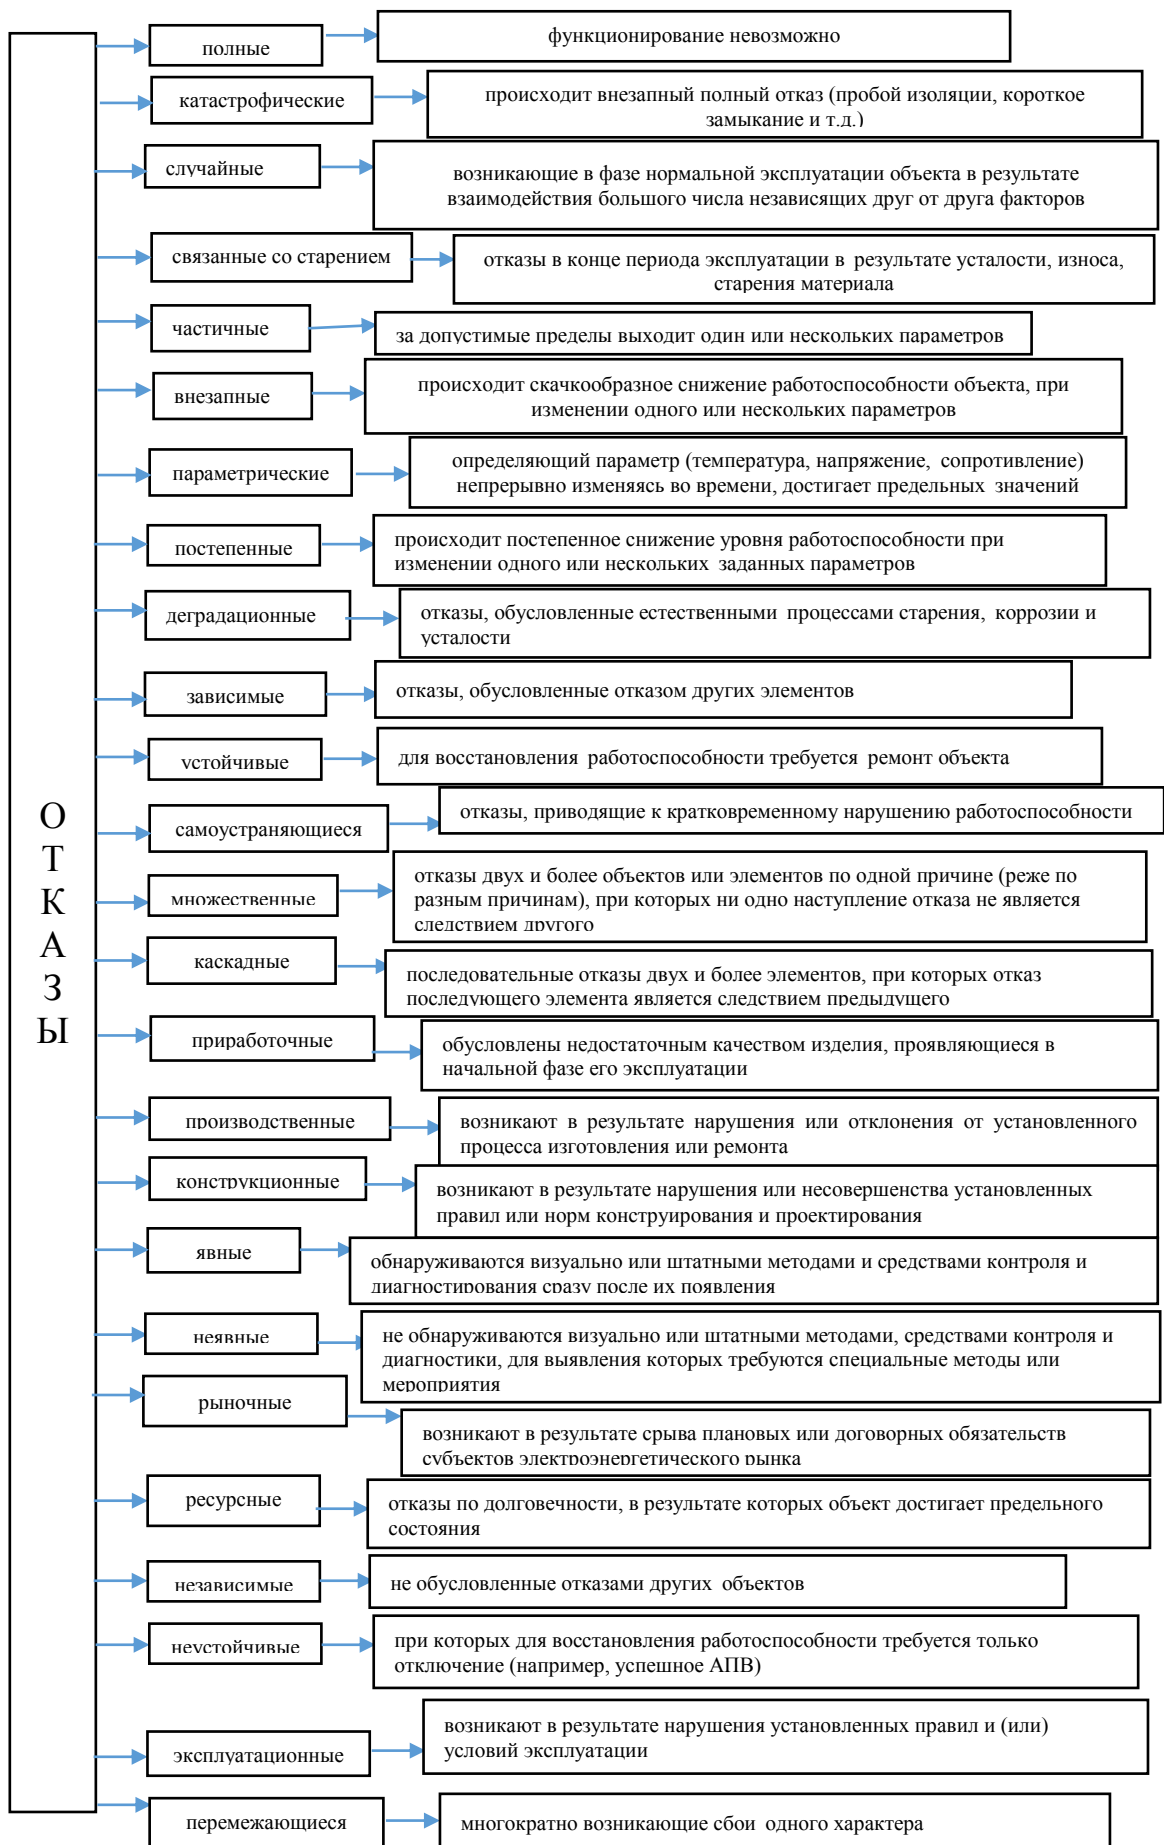 ОТКАЗЫ
полные
функционирование невозможно
катастрофические
происходит внезапный полный отказ (пробой изоляции, короткое
замыкание и т.д.)
случайные
возникающие в фазе нормальной эксплуатации объекта в результате
взаимодействия большого числа независящих друг от друга факторов
связанные со старением
отказы в конце периода эксплуатации в результате усталости, износа,
старения материала
частичные
за допустимые пределы выходит один или нескольких параметров
внезапные
происходит скачкообразное снижение работоспособности объекта, при
изменении одного или нескольких параметров
параметрические
определяющий параметр (температура, напряжение, сопротивление)
непрерывно изменяясь во времени, достигает предельных значений
постепенные
происходит постепенное снижение уровня работоспособности при
изменении одного или нескольких заданных параметров
деградационные
отказы, обусловленные естественными процессами старения, коррозии и
усталости
зависимые
отказы, обусловленные отказом других элементов
устойчивые
для восстановления работоспособности требуется ремонт объекта
самоустраняющиеся
отказы, приводящие к кратковременному нарушению работоспособности
множественные
отказы двух и более объектов или элементов по одной причине (реже по
разным причинам), при которых ни одно наступление отказа не является
следствием другого
каскадные
последовательные отказы двух и более элементов, при которых отказ
последующего элемента является следствием предыдущего
приработочные
обусловлены недостаточным качеством изделия, проявляющиеся в
начальной фазе его эксплуатации
производственные
возникают в результате нарушения или отклонения от установленного
процесса изготовления или ремонта
конструкционные
возникают в результате нарушения или несовершенства установленных
правил или норм конструирования и проектирования
явные
обнаруживаются визуально или штатными методами и средствами контроля и
диагностирования сразу после их появления
неявные
не обнаруживаются визуально или штатными методами, средствами контроля и
диагностики, для выявления которых требуются специальные методы или
мероприятия
рыночные
возникают в результате срыва плановых или договорных обязательств
субъектов электроэнергетического рынка
ресурсные
отказы по долговечности, в результате которых объект достигает предельного
состояния
независимые
не обусловленные отказами других объектов
неустойчивые
при которых для восстановления работоспособности требуется только
отключение (например, успешное АПВ)
эксплуатационные
возникают в результате нарушения установленных правил и (или)
условий эксплуатации
перемежающиеся
многократно возникающие сбои одного характера